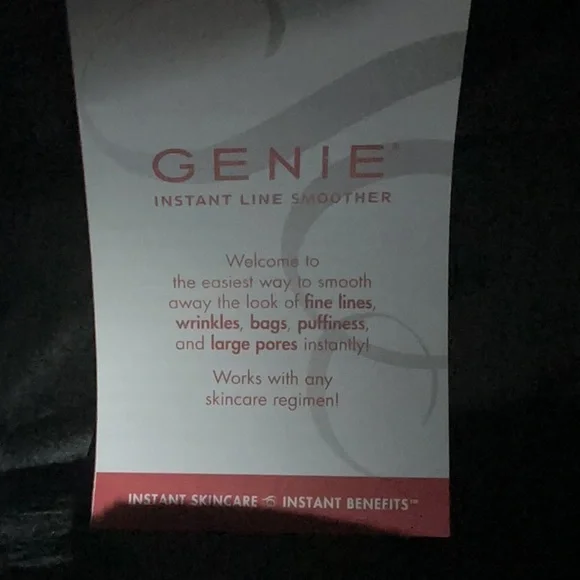 GENIE®
INSTANT LINE SMOOTHER
Welcome to
the easiest way to smooth
away the look of fine lines,
wrinkles, bags, puffiness,
and large pores instantly!
Works with any
skincare regimen!
INSTANT SKINCARE INSTANT BENEFITS™